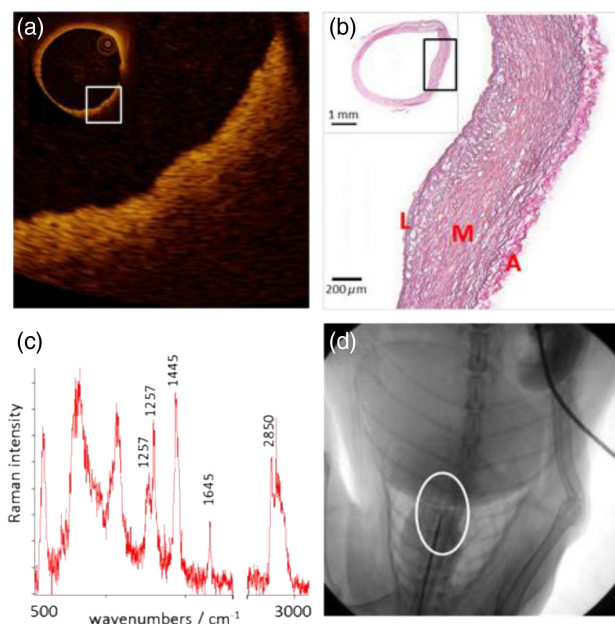 (a)
(b)
1 mm
L
M
A
200 μm
(c)
(d)
Raman intensity
1257
1257
1445
1645
2850
500
wavenumbers / cm⁻¹
3000